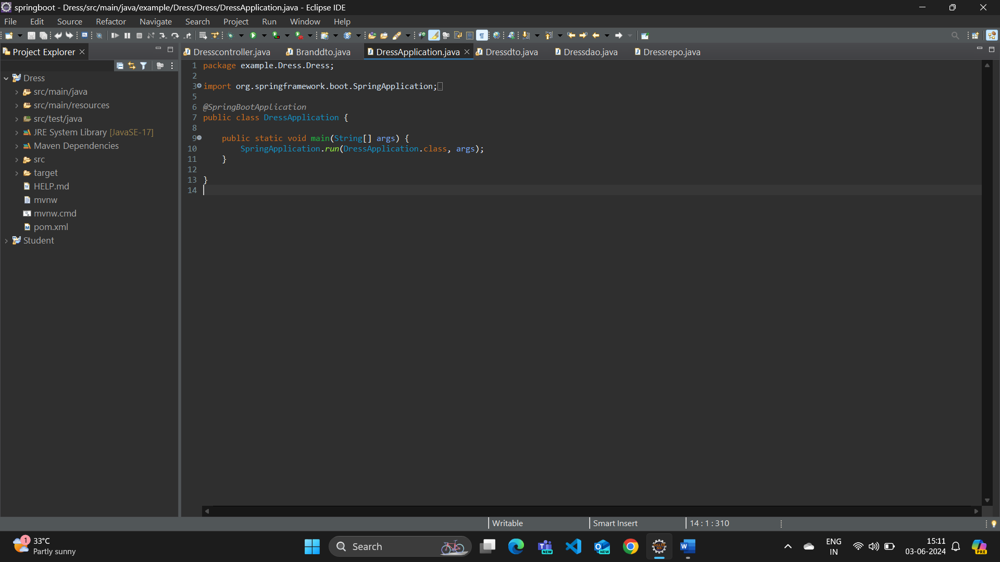 springboot - Dress/src/main/java/example/Dress/Dress/DressApplication.java - Eclipse IDE
File Edit Source Refactor Navigate Search Project Run Window Help
Project Explorer
Dresscontroller.java Branddto.java DressApplication.java Dressdto.java Dressdao.java Dressrepo.java
Dress
src/main/java
src/main/resources
src/test/java
JRE System Library [JavaSE-17]
Maven Dependencies
src
target
HELP.md
mvnw
mvnw.cmd
pom.xml
Student
1 package example.Dress.Dress;
2
3 import org.springframework.boot.SpringApplication;
5
6 @SpringBootApplication
7 public class DressApplication {
8
9 public static void main(String[] args) {
10 SpringApplication.run(DressApplication.class, args);
11 }
12
13 }
14
Writable Smart Insert 14 : 1 : 310
1 33°C
Partly sunny
Search
NEW
NEW
ENG
IN
15:11
03-06-2024
PRE